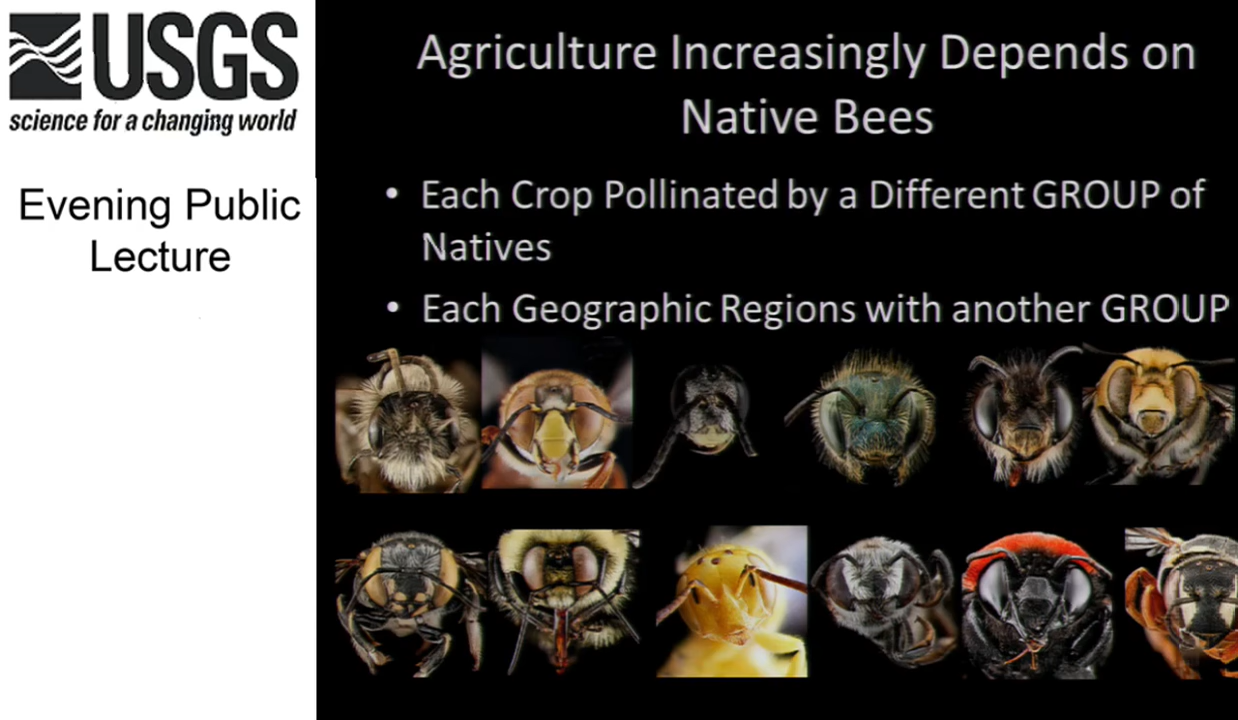 USGS
science for a changing world
Evening Public
Lecture
Agriculture Increasingly Depends on
Native Bees
• Each Crop Pollinated by a Different GROUP of
Natives
• Each Geographic Regions with another GROUP